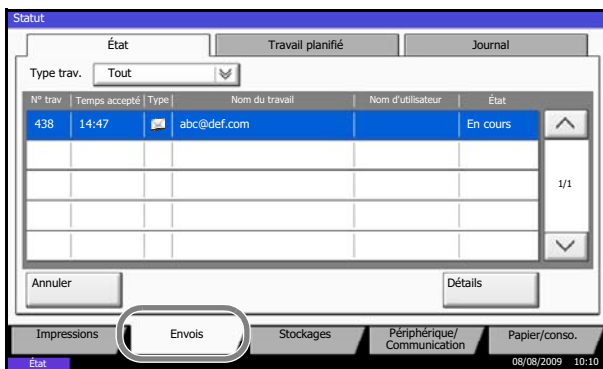 Statut
État Travail planifié Journal
Type trav. Tout
N° trav Temps accepté Type Nom du travail Nom d'utilisateur État
438 14:47 abc@def.com En cours
1/1
Annuler Détails
Impressions Envois Stockages Périphérique/ Papier/conso.
Communication
État 08/08/2009 10:10